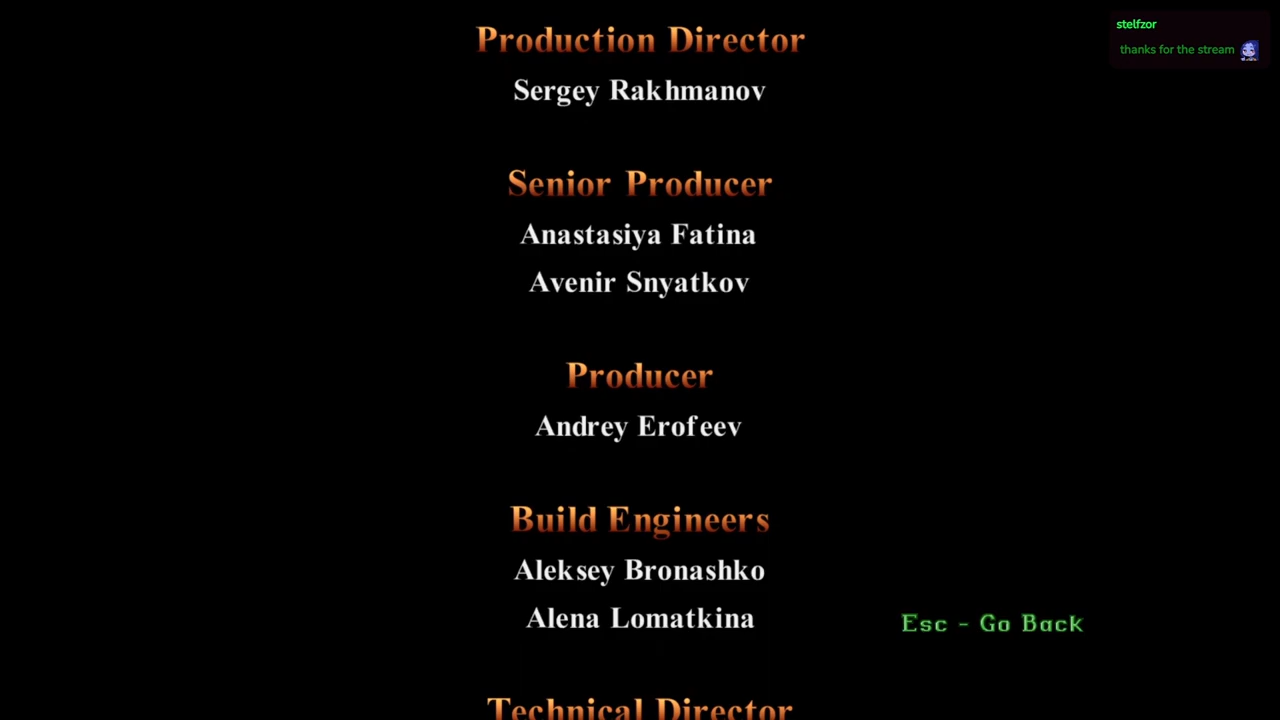 Production Director
Sergey Rakhmanov
Senior Producer
Anastasiya Fatina
Avenir Snyatkov
Producer
Andrey Erofeev
Build Engineers
Aleksey Bronashko
Alena Lomatkina
Technical Director
Esc - Go Back
stelfzor
thanks for the stream